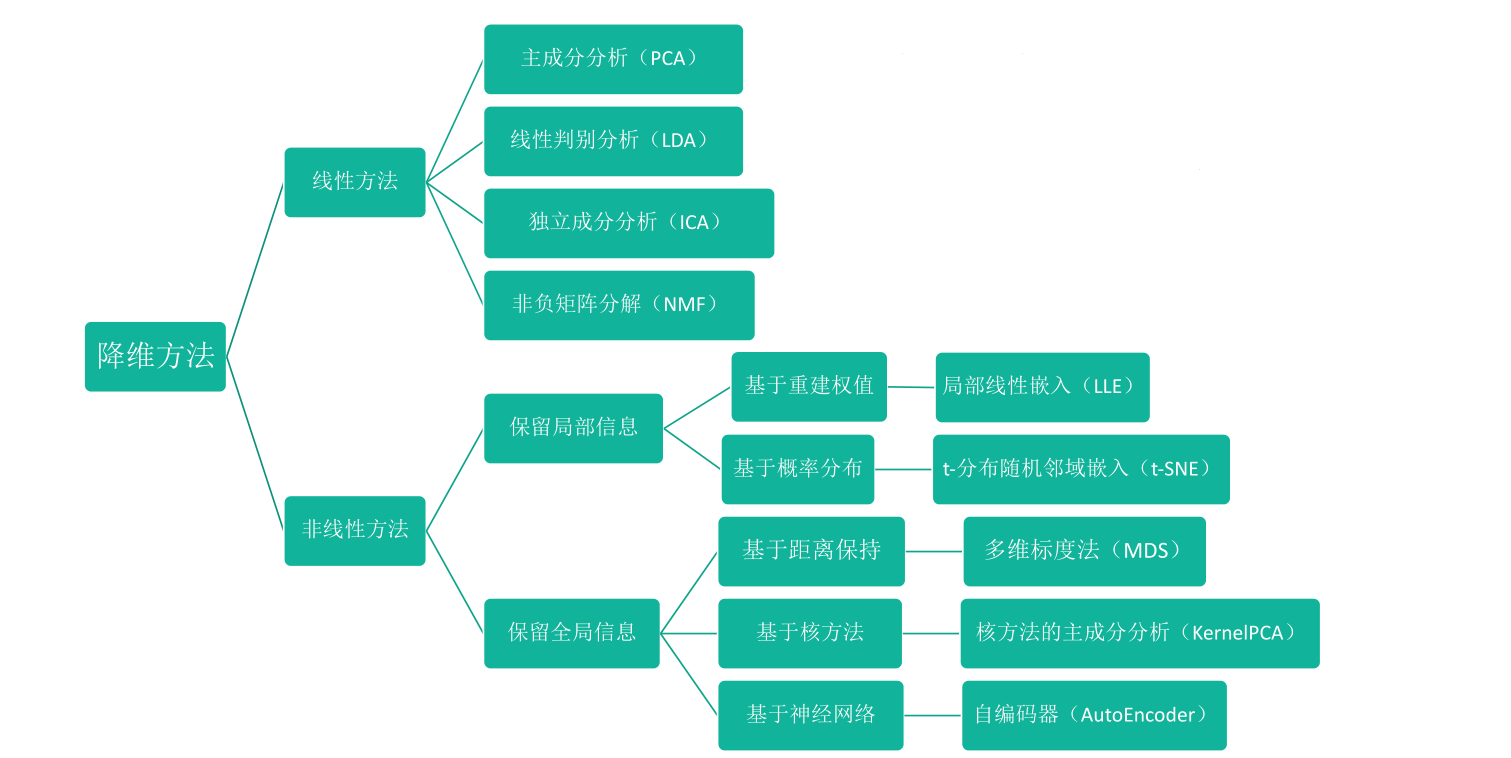 降维方法
线性方法
主成分分析（PCA）
线性判别分析（LDA）
独立成分分析（ICA）
非负矩阵分解（NMF）
非线性方法
保留局部信息
基于重建权值
局部线性嵌入（LLE）
基于概率分布
t-分布随机邻域嵌入（t-SNE）
保留全局信息
基于距离保持
多维标度法（MDS）
基于核方法
核方法的主成分分析（KernelPCA）
基于神经网络
自编码器（AutoEncoder）